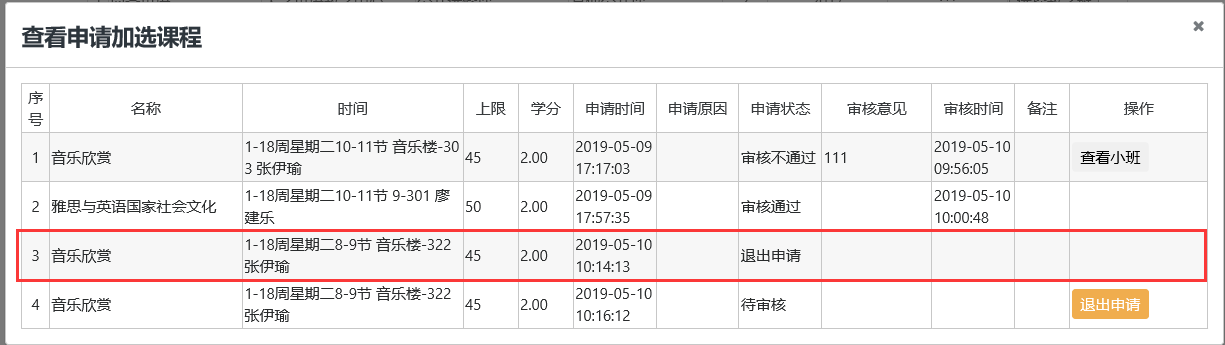 查看申请加选课程
×
序号 名称 时间 上限 学分 申请时间 申请原因 申请状态 审核意见 审核时间 备注 操作
1 音乐欣赏 1-18周星期二10-11节 音乐楼-303 张伊瑜 45 2.00 2019-05-09 17:17:03 审核不通过 111 2019-05-10 09:56:05 查看小班
2 雅思与英语国家社会文化 1-18周星期二10-11节 9-301 廖建乐 50 2.00 2019-05-09 17:57:35 审核通过 2019-05-10 10:00:48
3 音乐欣赏 1-18周星期二8-9节 音乐楼-322 张伊瑜 45 2.00 2019-05-10 10:14:13 退出申请
4 音乐欣赏 1-18周星期二8-9节 音乐楼-322 张伊瑜 45 2.00 2019-05-10 10:16:12 待审核 退出申请